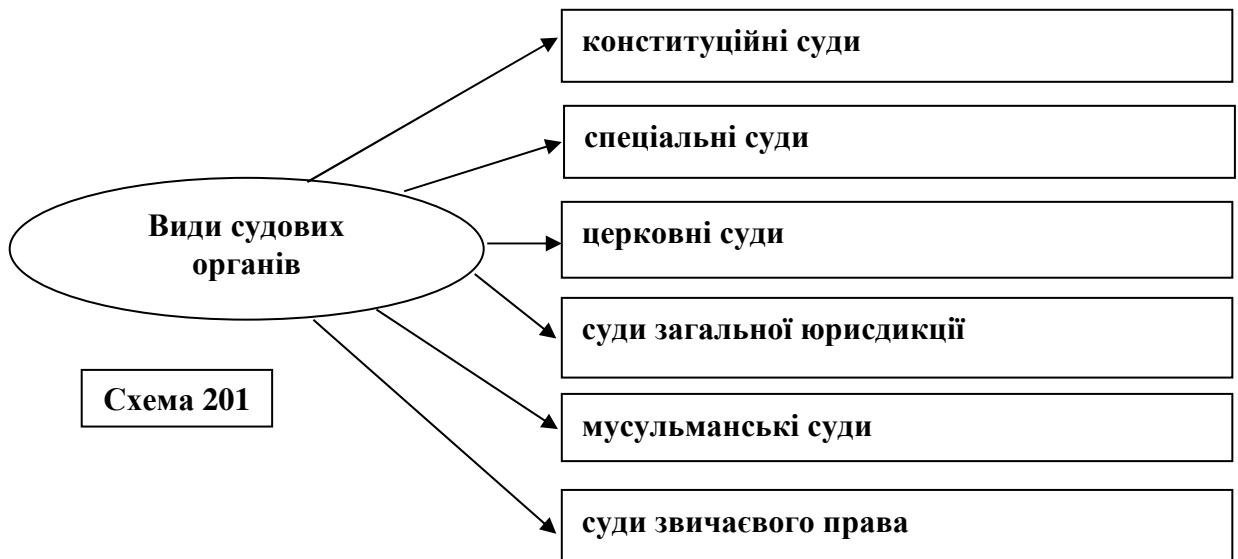 конституційні суди
спеціальні суди
Види судових
органів
церковні суди
суди загальної юрисдикції
Схема 201
мусульманські суди
суди звичаєвого права